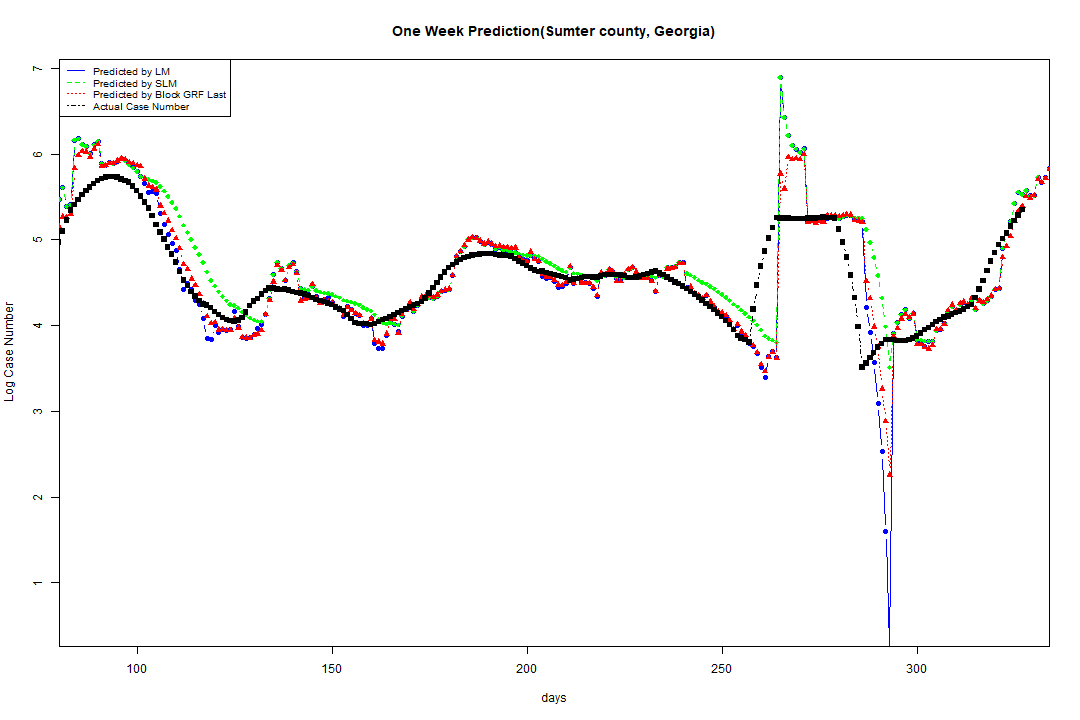 One Week Prediction(Sumter county, Georgia)
Predicted by LM
Predicted by SLM
Predicted by Block GRF Last
Actual Case Number
7
6
5
4
3
2
1
Log Case Number
100 150 200 250 300
days